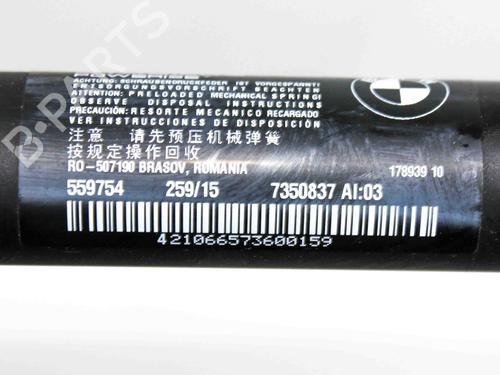 ACHTUNG: SCHRAUBENDRUCKFEDER IST VORGESPANNT!
ENTSORGUNGSVORSCHRIFT BEACHTEN
ATTENTION: PRELOADED MECHANICAL SPRING!
OBSERVE DISPOSAL INSTRUCTIONS
PRECAUCIÓN: RESORTE MECANICO RECARGADO
VER INSTRUCCIONES DE DISPOSICIÓN
注意 请先预压机械弹簧
按规定操作回收
RO-507190 BRASOV, ROMANIA
178939 10
559754 259/15 7350837 AI:03
421066573600159
B-PARTS